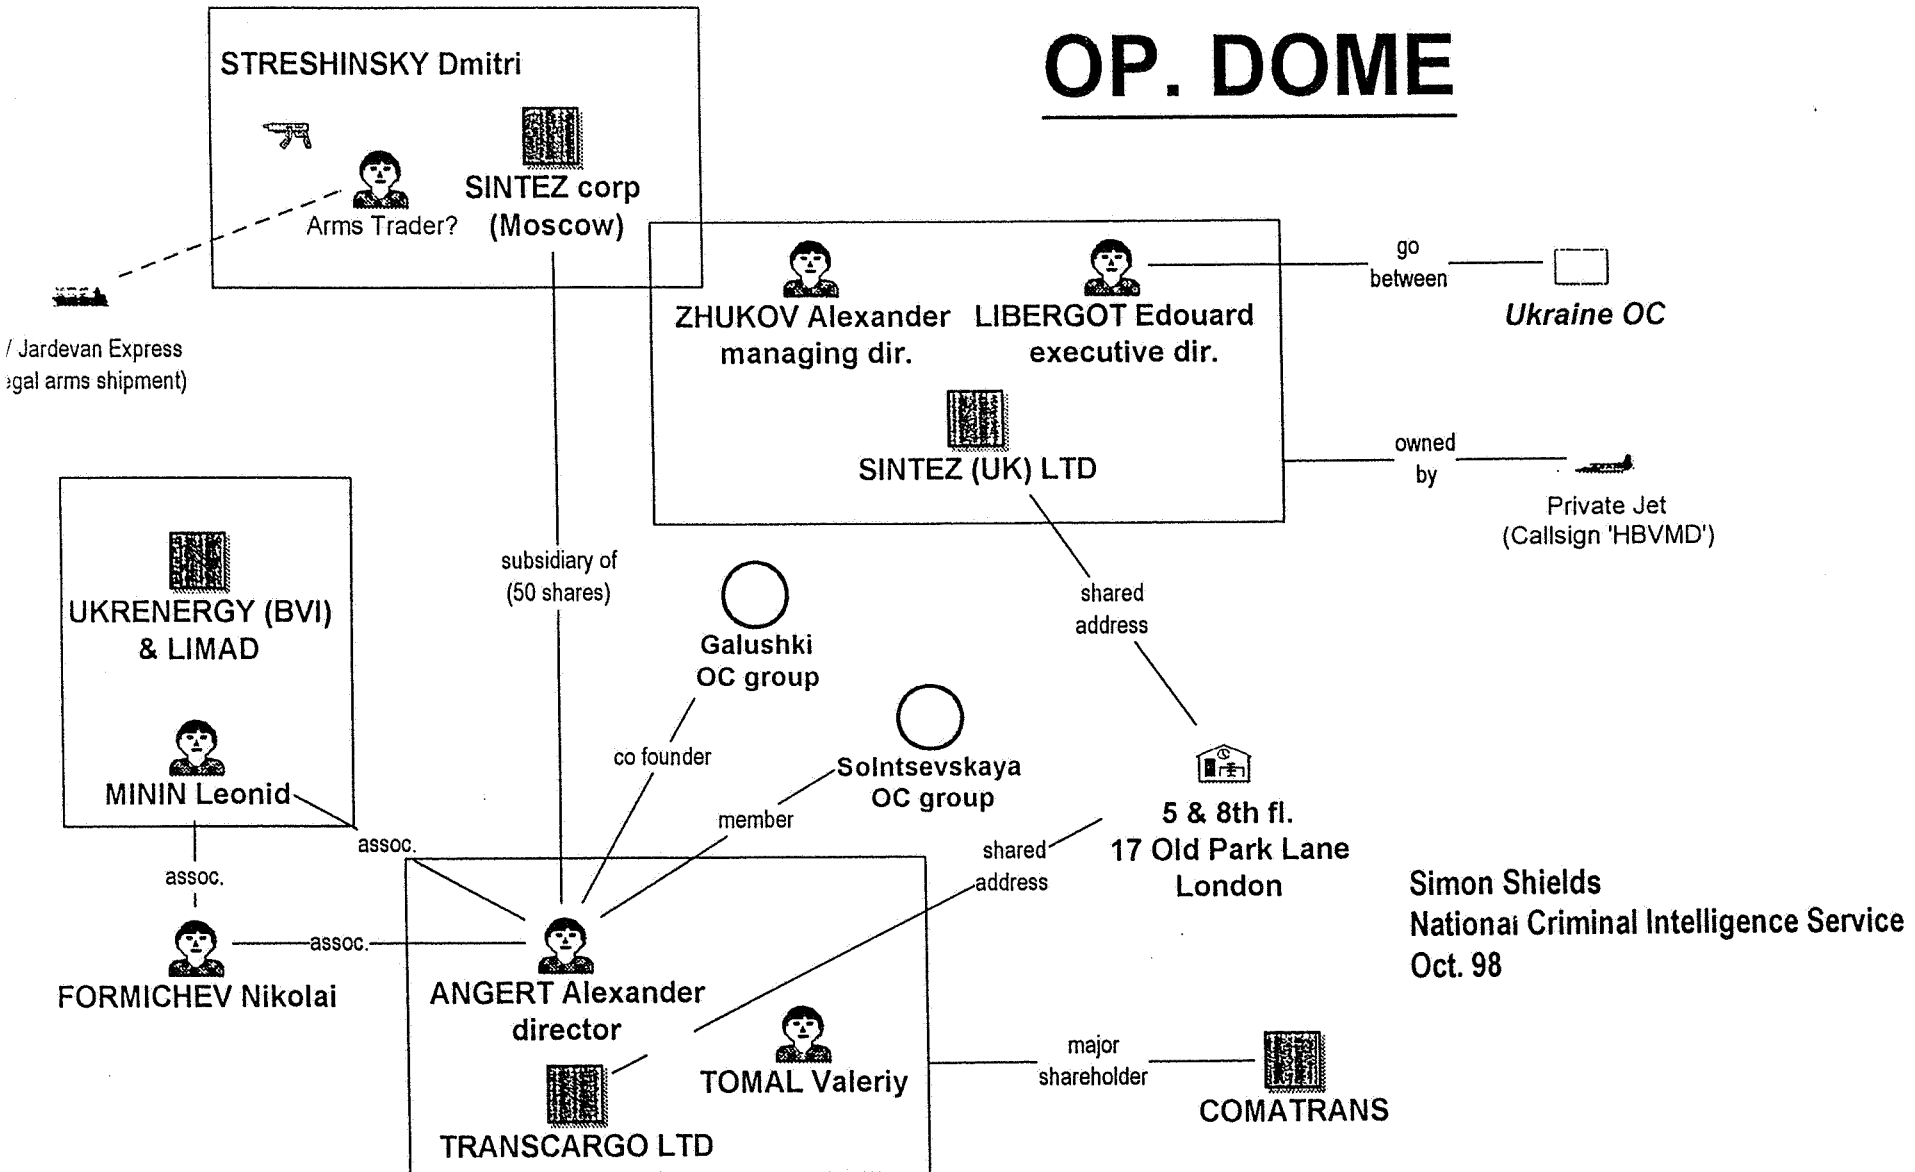 OP. DOME
STRESHINSKY Dmitri
Arms Trader?
SINTEZ corp
(Moscow)
/ Jardevan Express
egal arms shipment)
ZHUKOV Alexander
managing dir.
LIBERGOT Edouard
executive dir.
SINTEZ (UK) LTD
go
between
Ukraine OC
owned
by
Private Jet
(Callsign 'HBVMD')
UKRENERGY (BVI)
& LIMAD
MININ Leonid
subsidiary of
(50 shares)
Galushki
OC group
co founder
Solntsevskaya
OC group
member
shared
address
5 & 8th fl.
17 Old Park Lane
London
shared
address
assoc.
assoc.
assoc.
FORMICHEV Nikolai
ANGERT Alexander
director
TRANSCARGO LTD
TOMAL Valeriy
major
shareholder
COMATRANS
Simon Shields
National Criminal Intelligence Service
Oct. 98